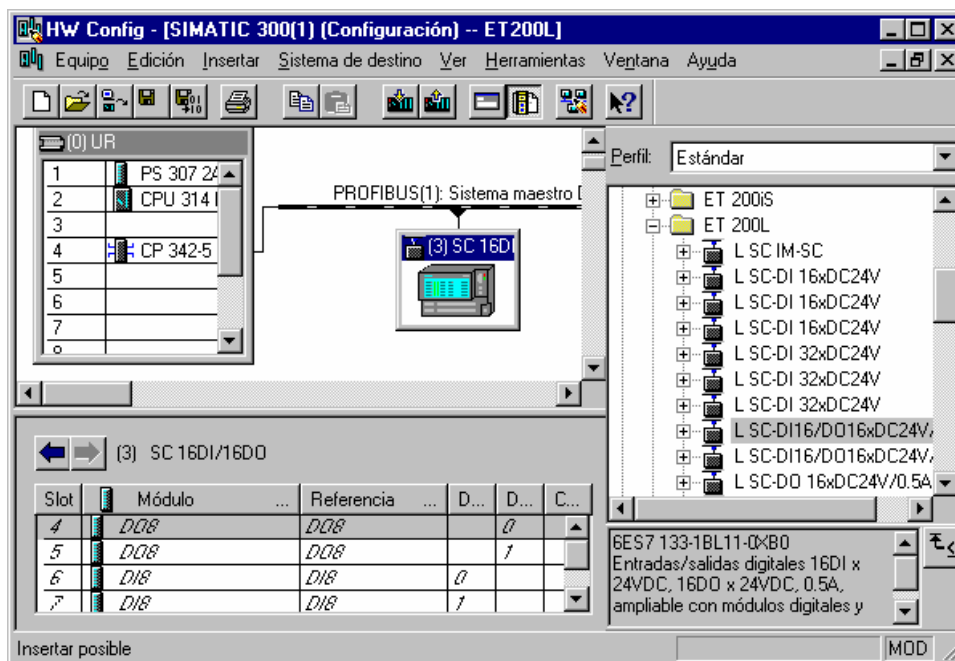 HW Config - [SIMATIC 300(1) (Configuración) -- ET200L]
Equipo Edición Insertar Sistema de destino Ver Herramientas Ventana Ayuda
(0) UR
1 PS 307 2A
2 CPU 314
3
4 CP 342-5
5
6
7
PROFIBUS(1): Sistema maestro D
(3) SC 16DI
Perfil: Estándar
ET 200iS
ET 200L
L SC IM-SC
L SC-DI 16xDC24V
L SC-DI 16xDC24V
L SC-DI 16xDC24V
L SC-DI 32xDC24V
L SC-DI 32xDC24V
L SC-DI 32xDC24V
L SC-DI16/DO16xDC24V
L SC-DI16/DO16xDC24V
L SC-DO 16xDC24V/0.5A
(3) SC 16DI/16DO
Slot Módulo ... Referencia ... D... D... C...
4 DO8 DO8 0
5 DO8 DO8 1
6 DI8 DI8 0
7 DI8 DI8 1
6ES7 133-1BL11-0XB0
Entradas/salidas digitales 16DI x
24VDC, 16DO x 24VDC, 0.5A,
ampliable con módulos digitales y
Insertar posible
MOD